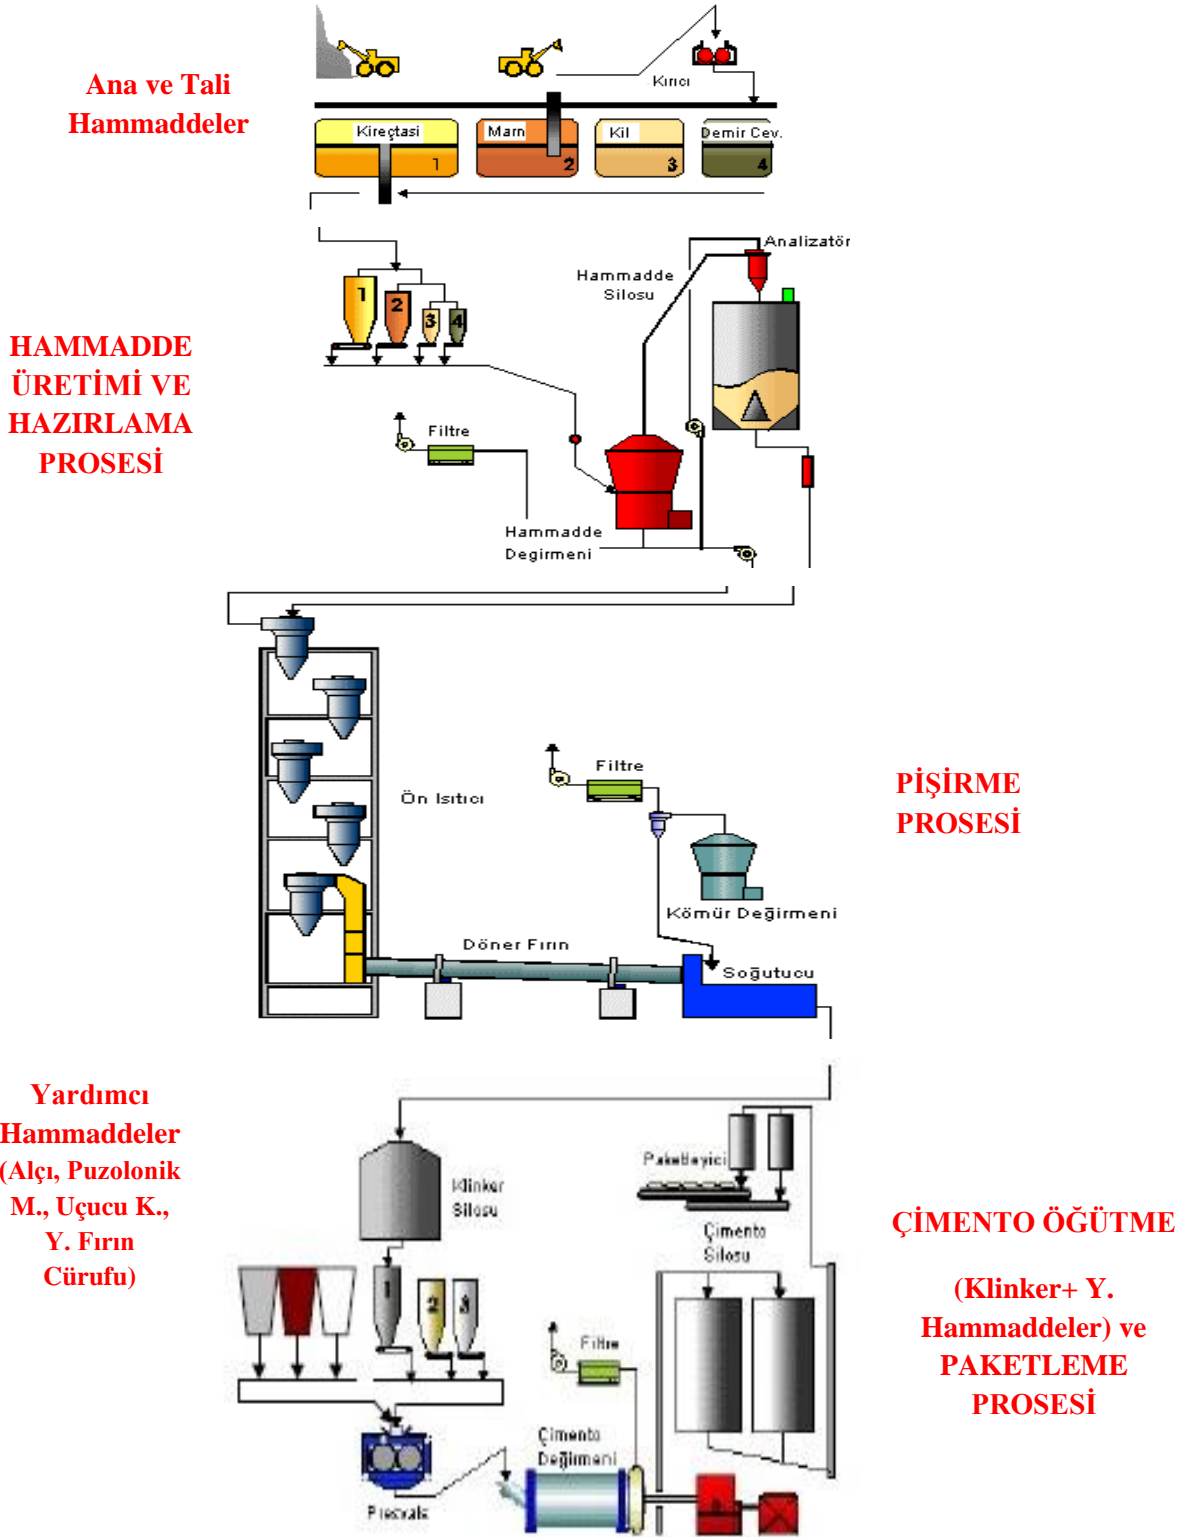 Ana ve Tali
Hammaddeler
Kırıcı
Kireçtasi
Marn
Kil
Demir Cev.
1
2
3
4
Analizatör
Hammadde
Silosu
1
2
3
4
HAMMADDE
ÜRETİMİ VE
HAZIRLAMA
PROSESİ
Filtre
Hammadde
Degirmeni
Filtre
Ön Isıtıcı
PİŞİRME
PROSESİ
Kömür Değirmeni
Döner Fırın
Soğutucu
Yardımcı
Hammaddeler
(Alçı, Puzolonik
M., Uçucu K.,
Y. Fırın
Cürufu)
Paketleyici
Klinker
Silosu
Çimento
Silosu
ÇİMENTO ÖĞÜTME
(Klinker+ Y.
Hammaddeler) ve
PAKETLEME
PROSESİ
1
2
3
Filtre
Çimento
Değirmeni